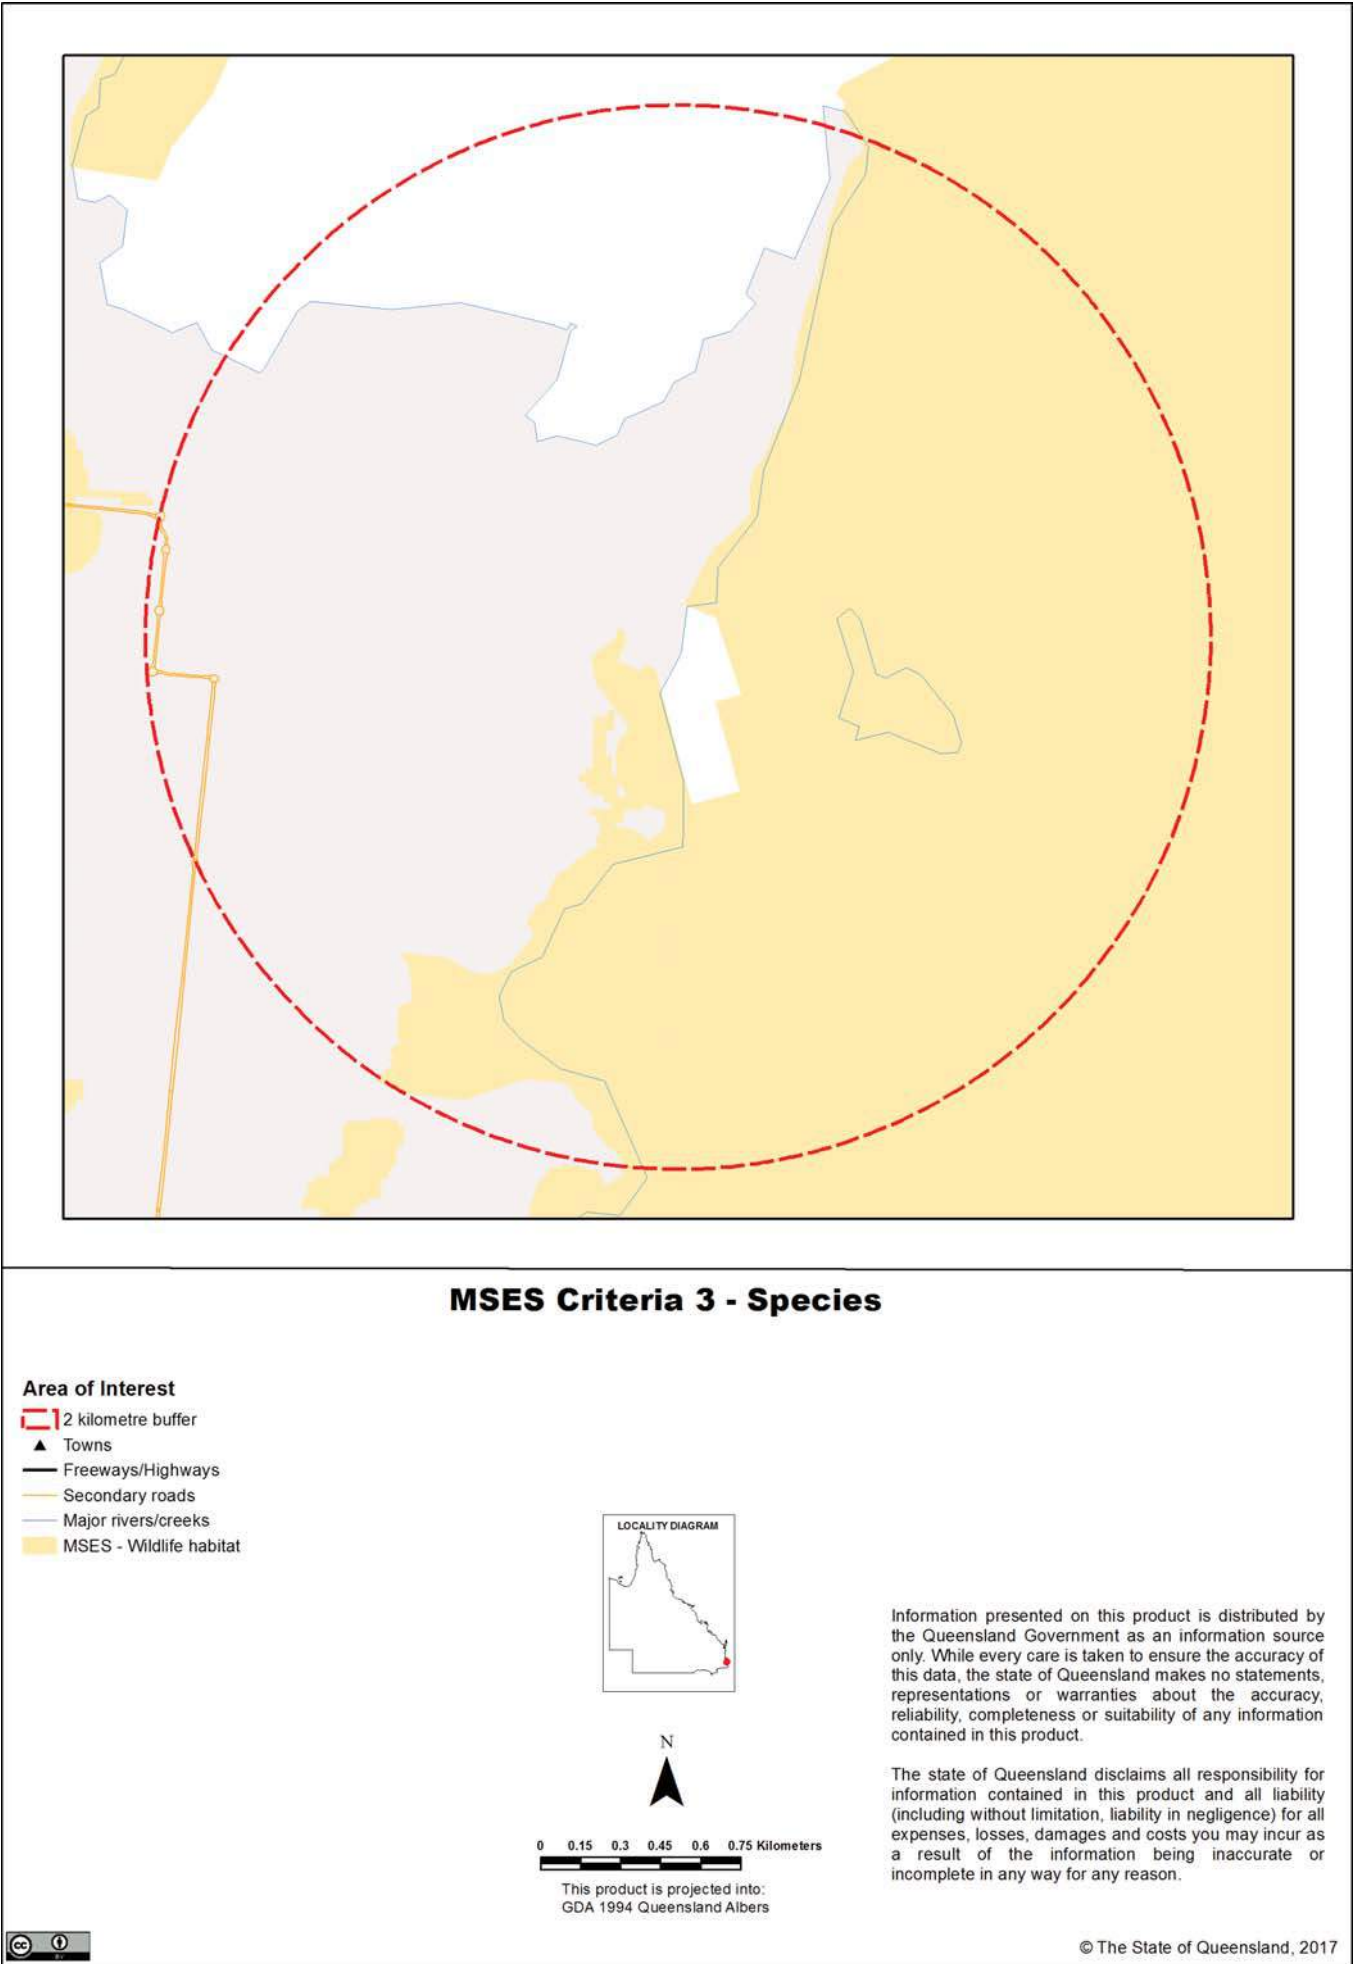 MSES Criteria 3 - Species
Area of Interest
2 kilometre buffer
Towns
Freeways/Highways
Secondary roads
Major rivers/creeks
MSES - Wildlife habitat
LOCALITY DIAGRAM
N
0 0.15 0.3 0.45 0.6 0.75 Kilometers
This product is projected into:
GDA 1994 Queensland Albers
Information presented on this product is distributed by
the Queensland Government as an information source
only. While every care is taken to ensure the accuracy of
this data, the state of Queensland makes no statements,
representations or warranties about the accuracy,
reliability, completeness or suitability of any information
contained in this product.
The state of Queensland disclaims all responsibility for
information contained in this product and all liability
(including without limitation, liability in negligence) for all
expenses, losses, damages and costs you may incur as
a result of the information being inaccurate or
incomplete in any way for any reason.
cc
BY
© The State of Queensland, 2017